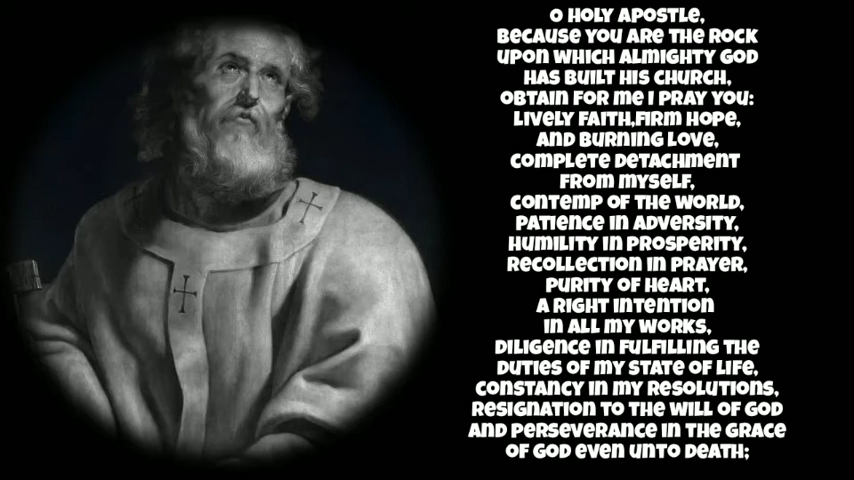 O HOLY APOSTLE,
BECAUSE YOU ARE THE ROCK
UPON WHICH ALMIGHTY GOD
HAS BUILT HIS CHURCH,
OBTAIN FOR ME I PRAY YOU:
LIVELY FAITH,FIRM HOPE,
AND BURNING LOVE,
COMPLETE DETACHMENT
FROM MYSELF,
CONTEMP OF THE WORLD,
PATIENCE IN ADVERSITY,
HUMILITY IN PROSPERITY,
RECOLLECTION IN PRAYER,
PURITY OF HEART,
A RIGHT INTENTION
IN ALL MY WORKS,
DILIGENCE IN FULFILLING THE
DUTIES OF MY STATE OF LIFE,
CONSTANCY IN MY RESOLUTIONS,
RESIGNATION TO THE WILL OF GOD
AND PERSEVERANCE IN THE GRACE
OF GOD EVEN UNTO DEATH;